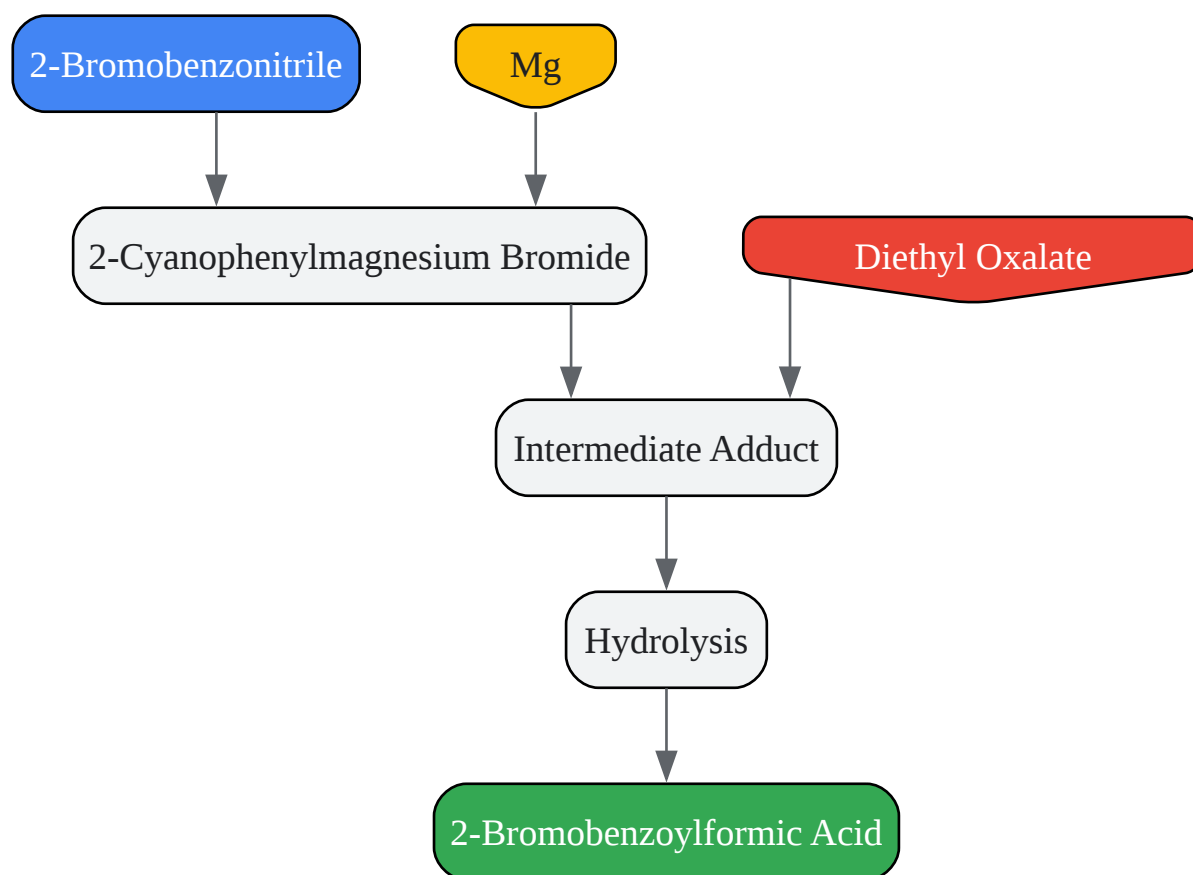 2-Bromobenzonitrile
Mg
2-Cyanophenylmagnesium Bromide
Diethyl Oxalate
Intermediate Adduct
Hydrolysis
2-Bromobenzoylformic Acid